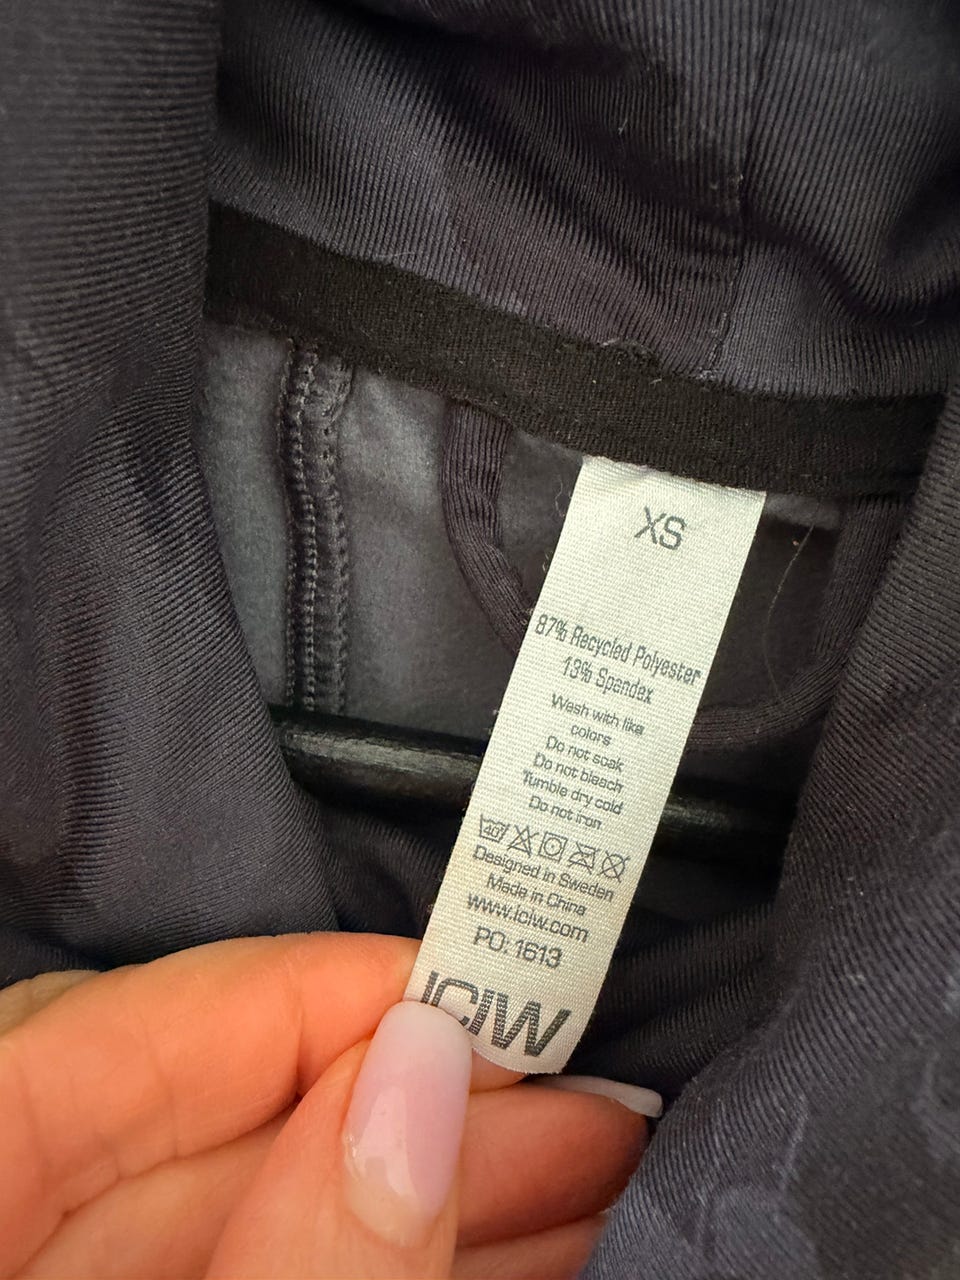 XS
87% Recycled Polyester
13% Spandex
Wash with like
colors
Do not soak
Do not bleach
Tumble dry cold
Do not iron
40°
Designed in Sweden
Made in China
www.iciw.com
PO: 1613
ICIW